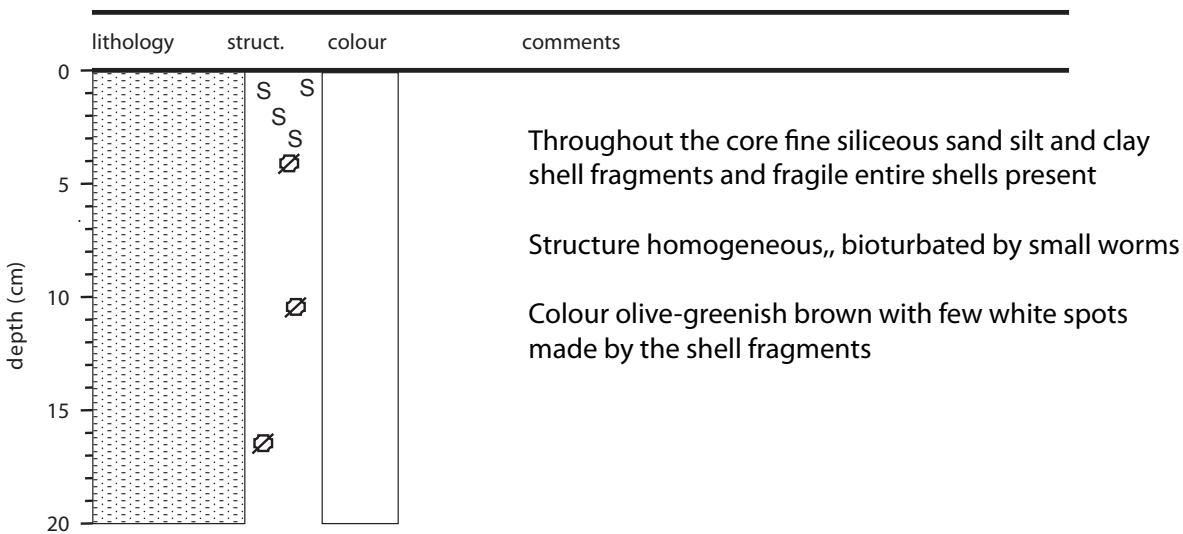 lithology struct. colour comments
0
S S
S
S
Throughout the core fine siliceous sand silt and clay
shell fragments and fragile entire shells present
5
Structure homogeneous,, bioturbated by small worms
depth (cm)
10
Colour olive-greenish brown with few white spots
made by the shell fragments
15
20